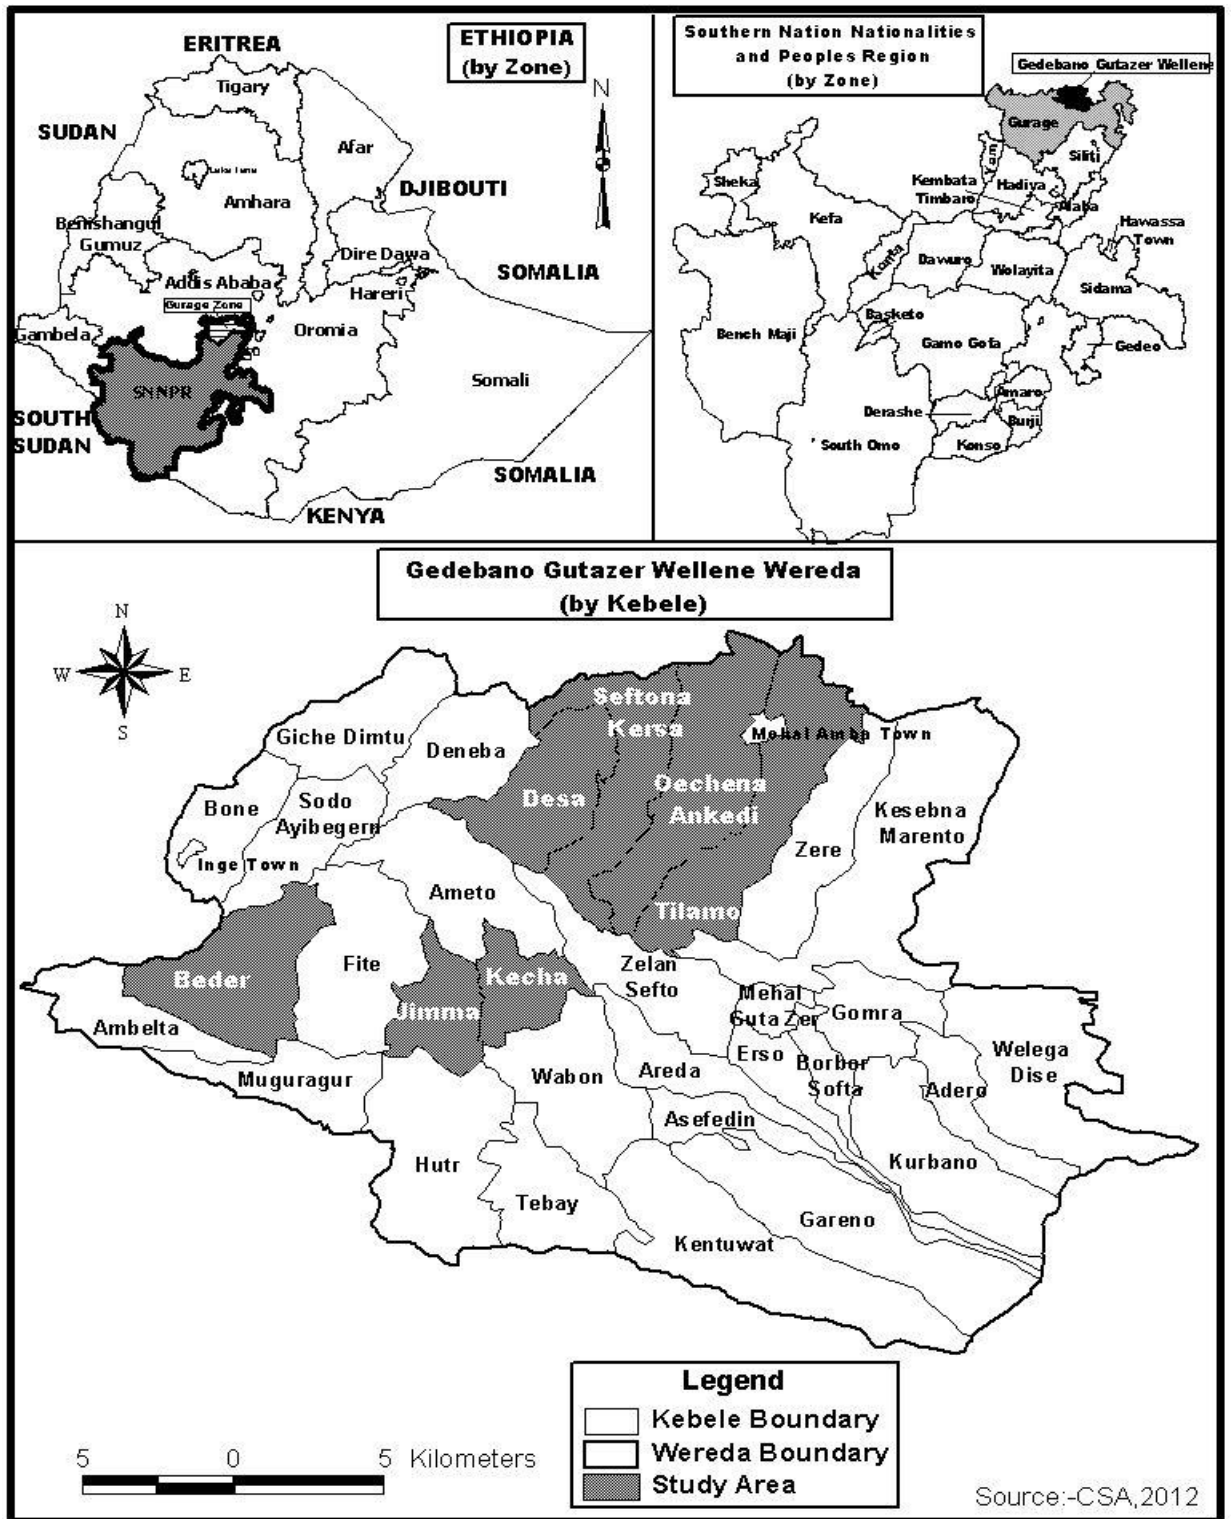 ERITREA
ETHIOPIA
(by Zone)
N
Tigary
SUDAN
Afar
Lake Tana
DJIBOUTI
Amhara
Benishangul
Gumuz
Dire Dawa
SOMALIA
Addis Ababa
Hareri
Gurage Zone
Oromia
Gambela
Somali
SNNPR
SOUTH
SUDAN
SOMALIA
KENYA
Southern Nation Nationalities
and Peoples Region
(by Zone)
Gedebano Gutazer Wellene
Gurage
Siliti
Yem
Sheka
Kembata
Timbaro
Hadiya
Alaba
Kefa
Hawassa
Town
Konta
Dawuro
Wolayita
Sidama
Basketo
Bench Maji
Gamo Gofa
Gedeo
Amaro
Derashe
Burji
South Omo
Konso
Gedebano Gutazer Wellene Wereda
(by Kebele)
N
W
E
S
Seftona
Kersa
Giche Dimtu
Deneba
Mohal Amba Town
Oechena
Ankedi
Desa
Bone
Sodo
Ayibegern
Kesebna
Marento
Zere
Inge Town
Ameto
Tilamo
Beder
Fite
Kecha
Zelan
Sefto
Jimma
Mehal
Guta Zer
Gomra
Ambelta
Erso
Welega
Dise
Muguragur
Wabon
Areda
Borbor
Softa
Adero
Asefedin
Hutr
Kurbano
Tebay
Gareno
Kentuwat
Legend
Kebele Boundary
Wereda Boundary
Study Area
5 0 5 Kilometers
Source:-CSA,2012